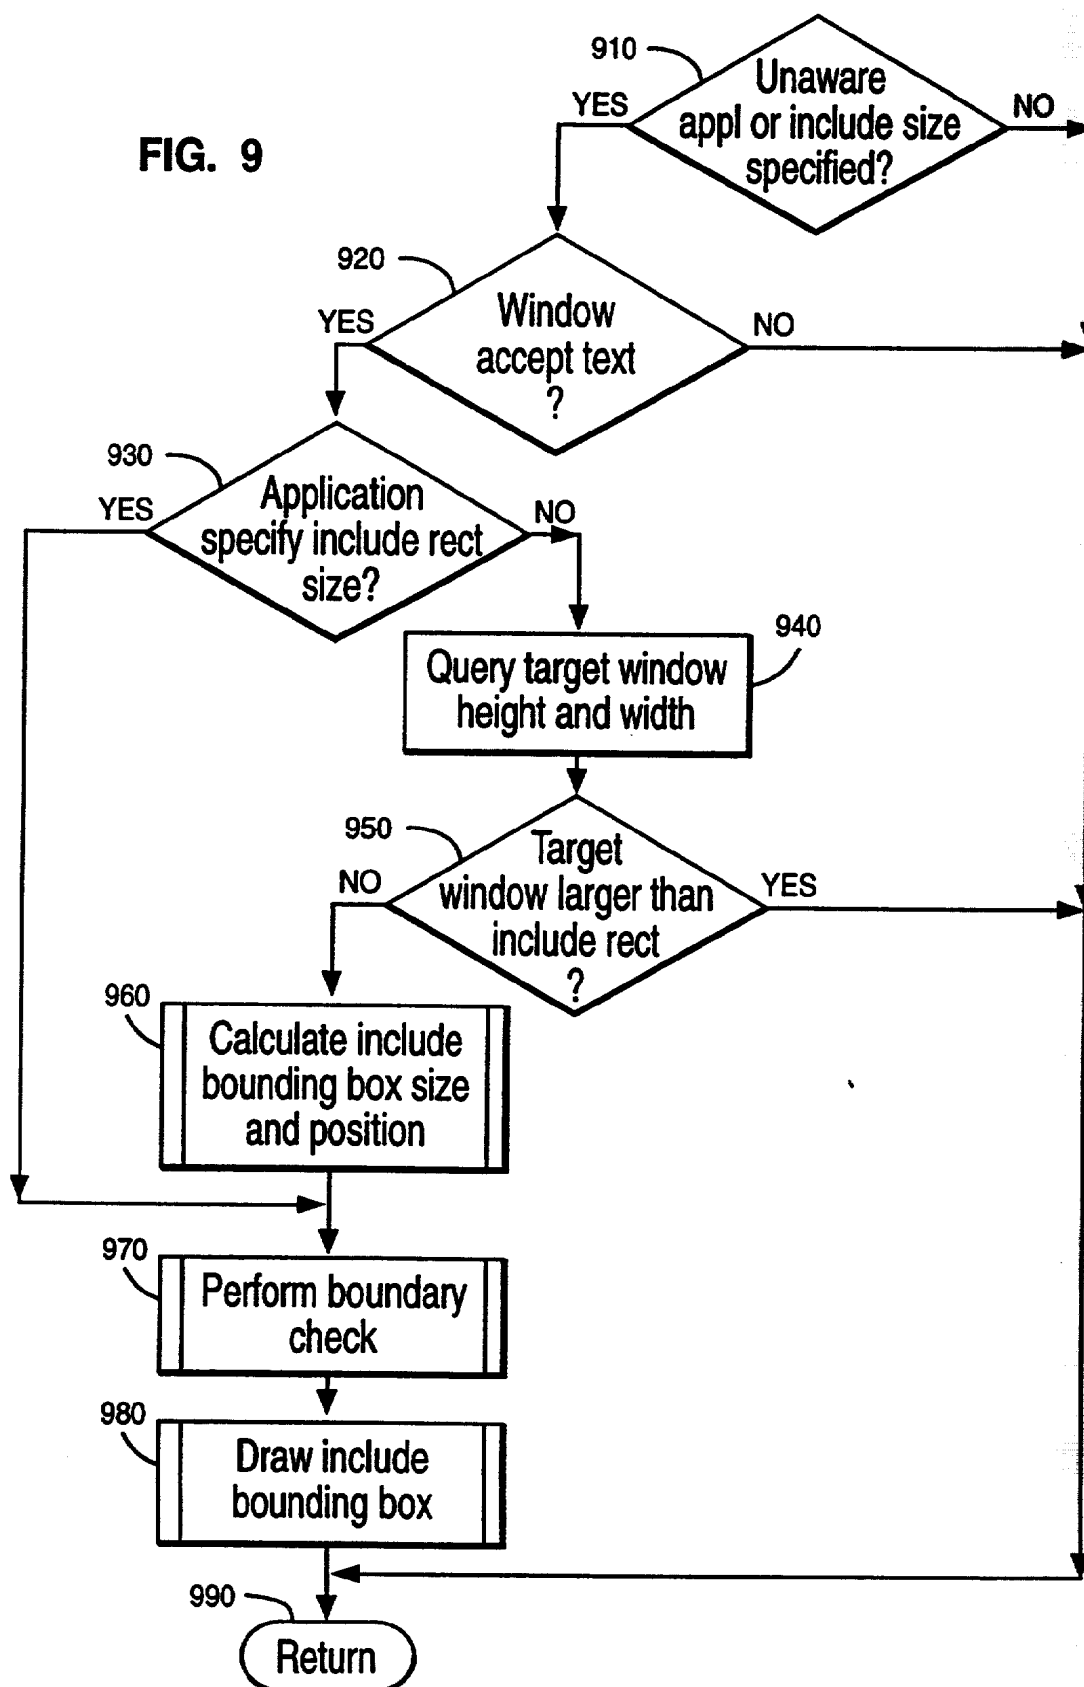 FIG. 9
910
Unaware
appl or include size
specified?
YES
NO
920
Window
accept text
?
YES
NO
930
Application
specify include rect
size?
YES
NO
940
Query target window
height and width
950
Target
window larger than
include rect
?
NO
YES
960
Calculate include
bounding box size
and position
970
Perform boundary
check
980
Draw include
bounding box
990
Return